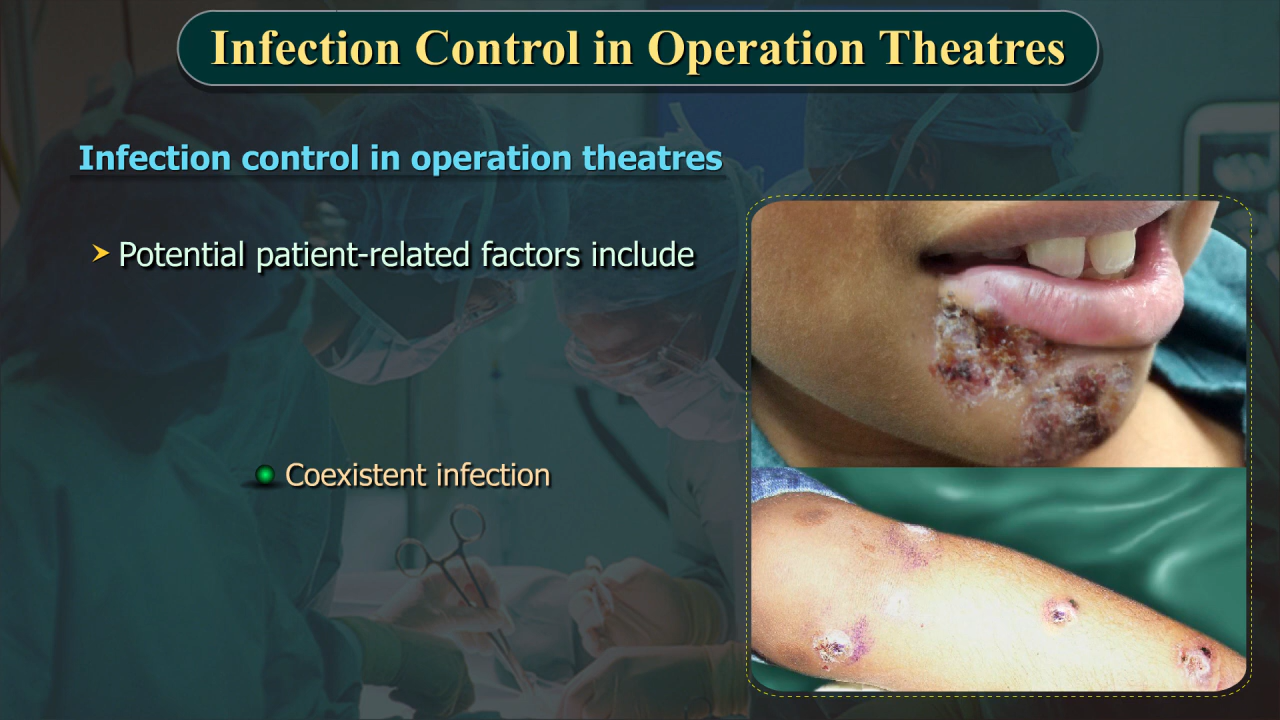 Infection Control in Operation Theatres
Infection control in operation theatres
Potential patient-related factors include
Coexistent infection